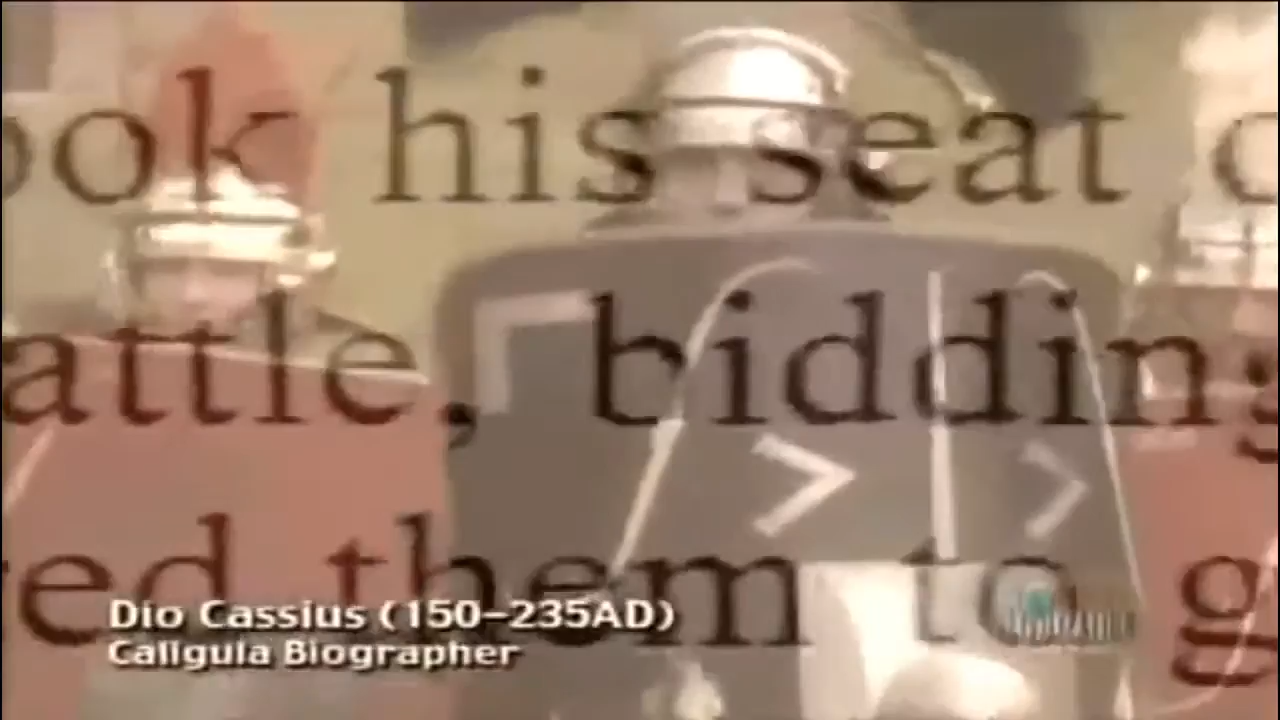 ook his seat
attle, bidding
ed them to g
Dio Cassius (150–235AD)
Caligula Biographer